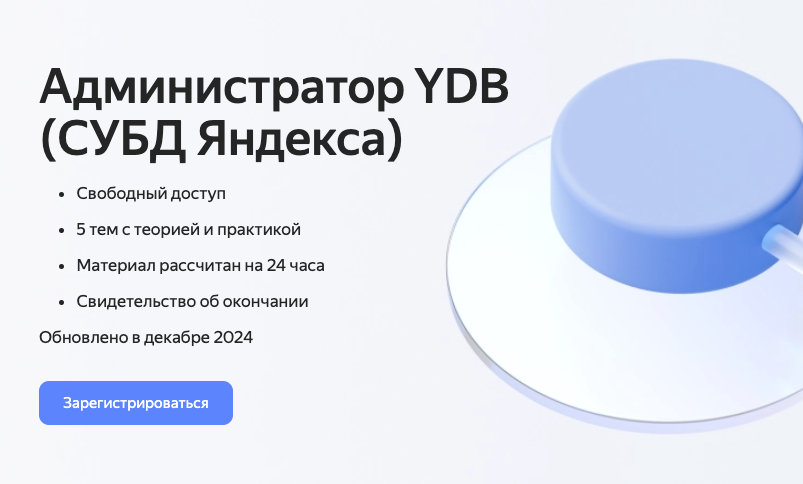 Администратор YDB
(СУБД Яндекса)
• Свободный доступ
• 5 тем с теорией и практикой
• Материал рассчитан на 24 часа
• Свидетельство об окончании
Обновлено в декабре 2024
Зарегистрироваться